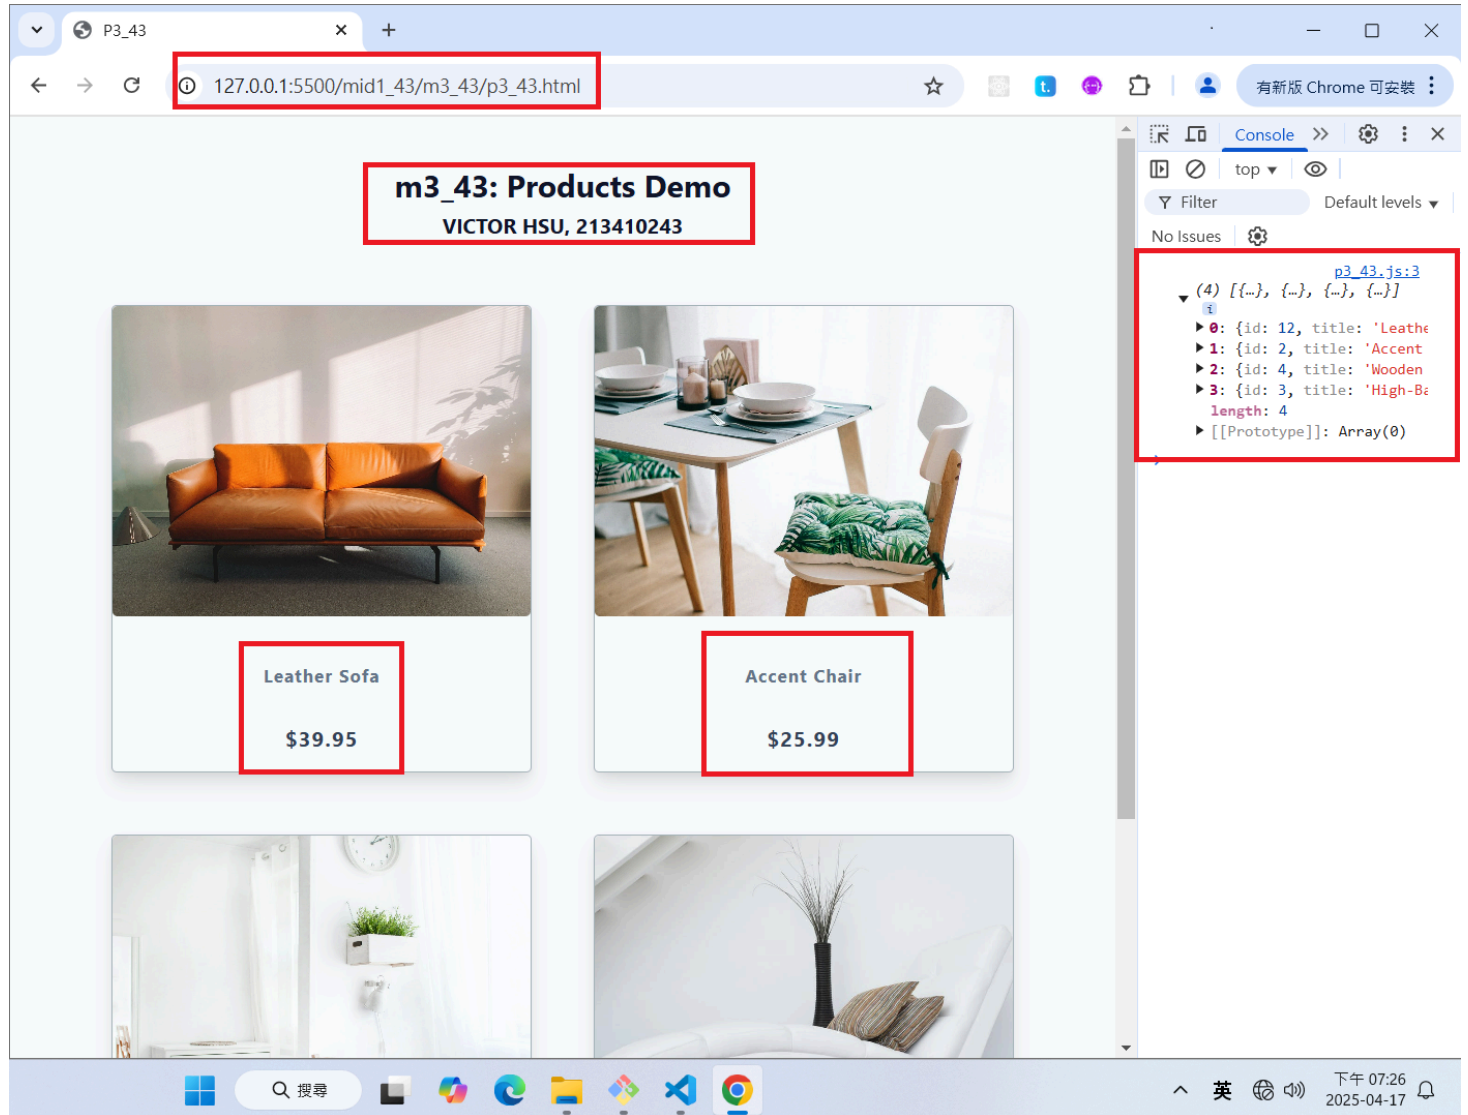 P3_43
127.0.0.1:5500/mid1_43/m3_43/p3_43.html
有新版 Chrome 可安裝
m3_43: Products Demo
VICTOR HSU, 213410243
Leather Sofa
$39.95
Accent Chair
$25.99
Console
top
Filter
Default levels
No Issues
p3_43.js:3
(4) [{…}, {…}, {…}, {…}]
i
0: {id: 12, title: 'Leathe
1: {id: 2, title: 'Accent
2: {id: 4, title: 'Wooden
3: {id: 3, title: 'High-Ba
length: 4
[[Prototype]]: Array(0)
搜尋
英
下午 07:26
2025-04-17